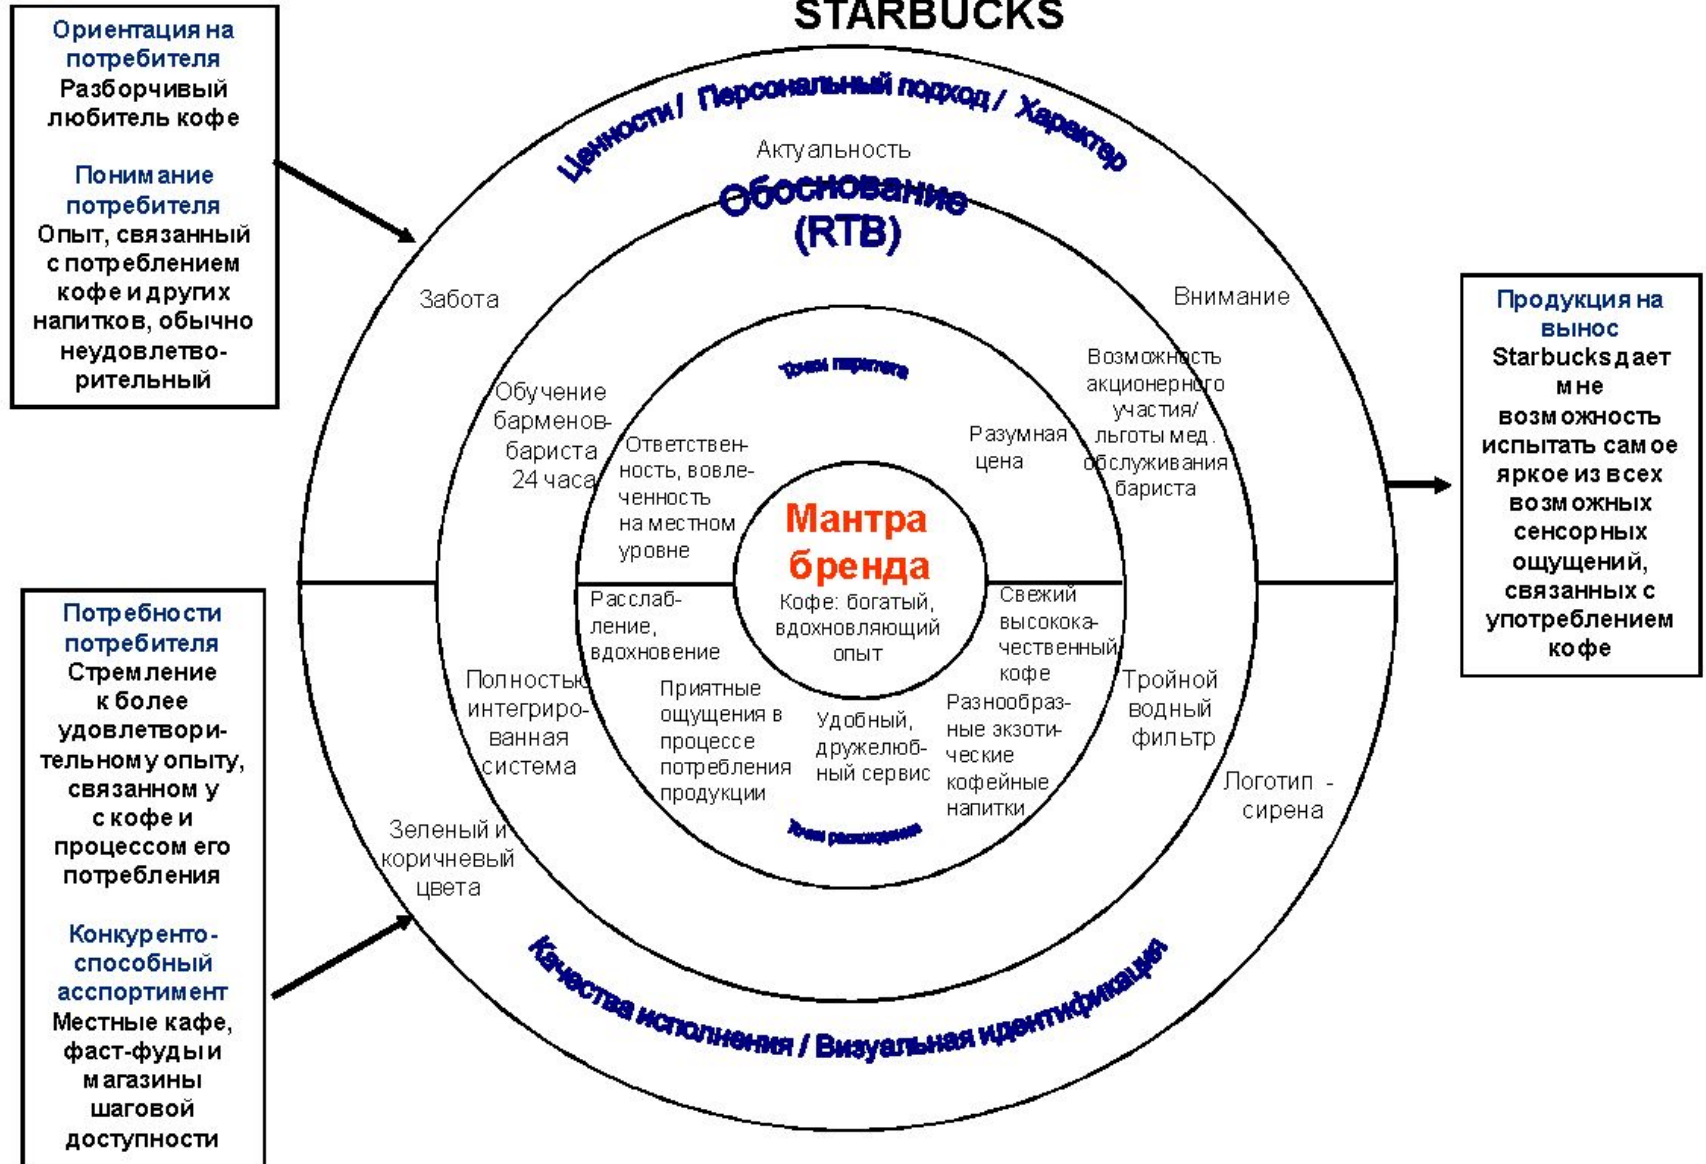 STARBUCKS
Ориентация на
потребителя
Разборчивый
любитель кофе
Понимание
потребителя
Опыт, связанный
с потреблением
кофе и других
напитков, обычно
неудовлетво-
рительный
Потребности
потребителя
Стремление
к более
удовлетвори-
тельному опыту,
связанном у
с кофе и
процессом его
потребления
Конкуренто-
способный
асспортимент
Местные кафе,
фаст-фуды и
магазины
шаговой
доступности
Ценности / Персональный подход / Характер
Актуальность
Забота
Внимание
Обоснование
(RTB)
Обучение
барменов-
бариста
24 часа
Возможность
акционерного
участия/
льготы мед.
обслуживания
бариста
Точки паритета
Ответствен-
ность, вовле-
ченность
на местном
уровне
Разумная
цена
Мантра
бренда
Кофе: богатый,
вдохновляющий
опыт
Расслаб-
ление,
вдохновение
Приятные
ощущения в
процессе
потребления
продукции
Удобный,
дружелюб-
ный сервис
Свежий
высокока-
чественный
кофе
Разнообраз-
ные экзоти-
ческие
кофейные
напитки
Точки расхождения
Полностью
интегриро-
ванная
система
Тройной
водный
фильтр
Зеленый и
коричневый
цвета
Логотип -
сирена
Качества исполнения / Визуальная идентификация
Продукция на
вынос
Starbucks дает
мне
возможность
испытать самое
яркое из всех
возможных
сенсорных
ощущений,
связанных с
употреблением
кофе